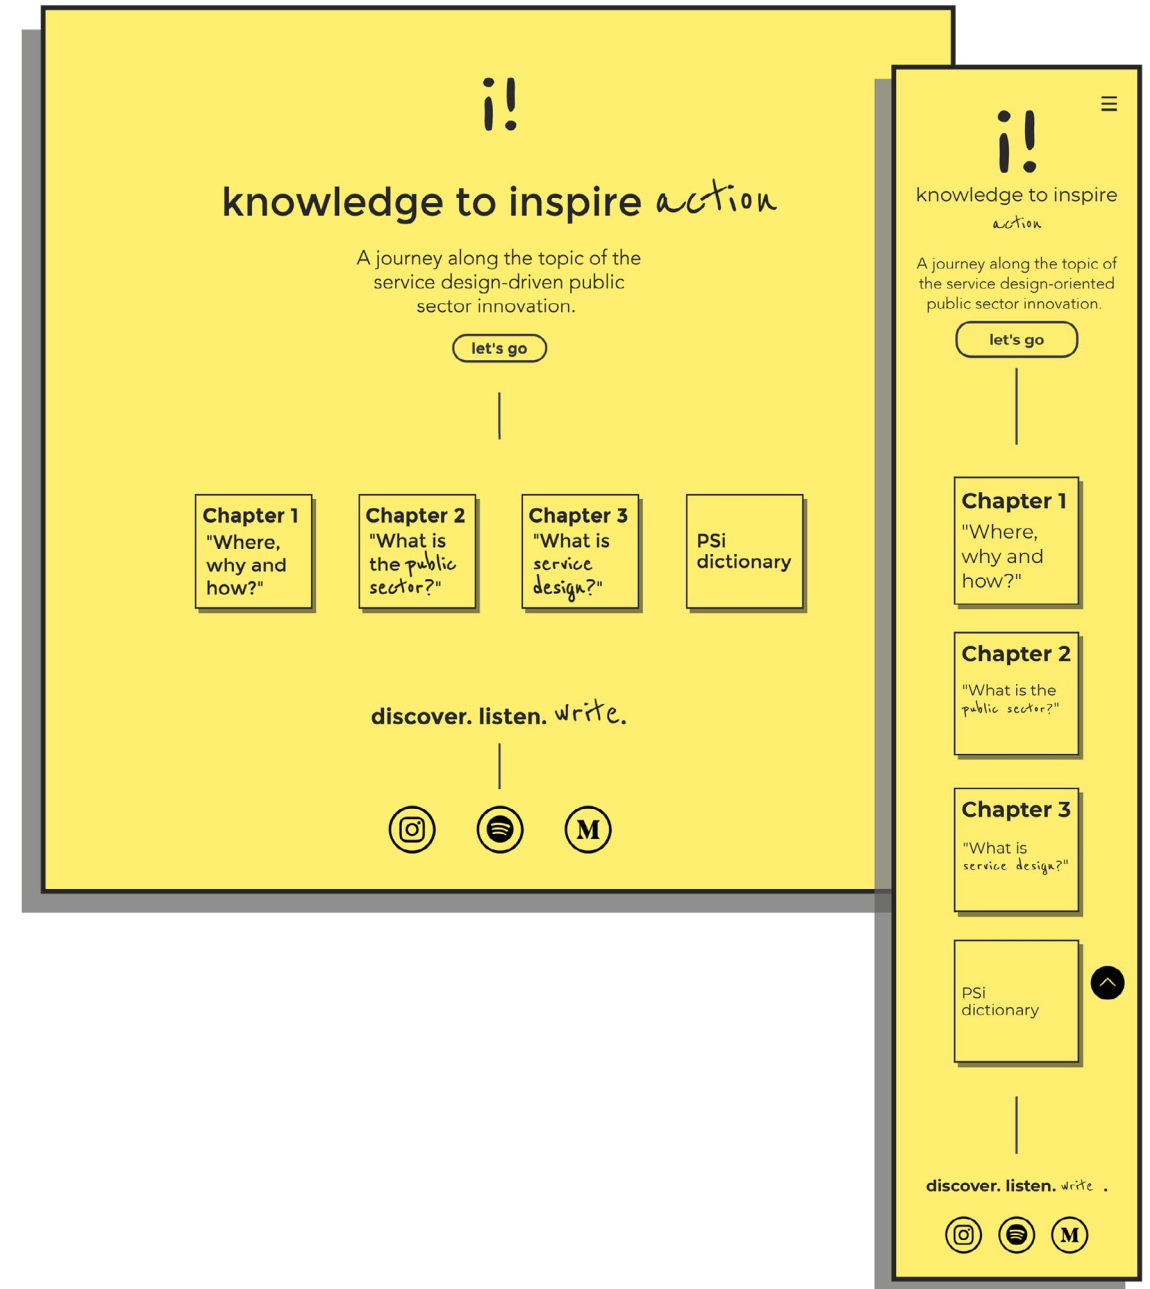 i!
knowledge to inspire action
A journey along the topic of the
service design-driven public
sector innovation.
let's go
Chapter 1
"Where,
why and
how?"
Chapter 2
"What is
the public
sector?"
Chapter 3
"What is
service
design?"
PSi
dictionary
discover. listen. write.
M
i!
knowledge to inspire
action
A journey along the topic of
the service design-oriented
public sector innovation.
let's go
Chapter 1
"Where,
why and
how?"
Chapter 2
"What is the
public sector?"
Chapter 3
"What is
service design?"
PSi
dictionary
discover. listen. write .
M